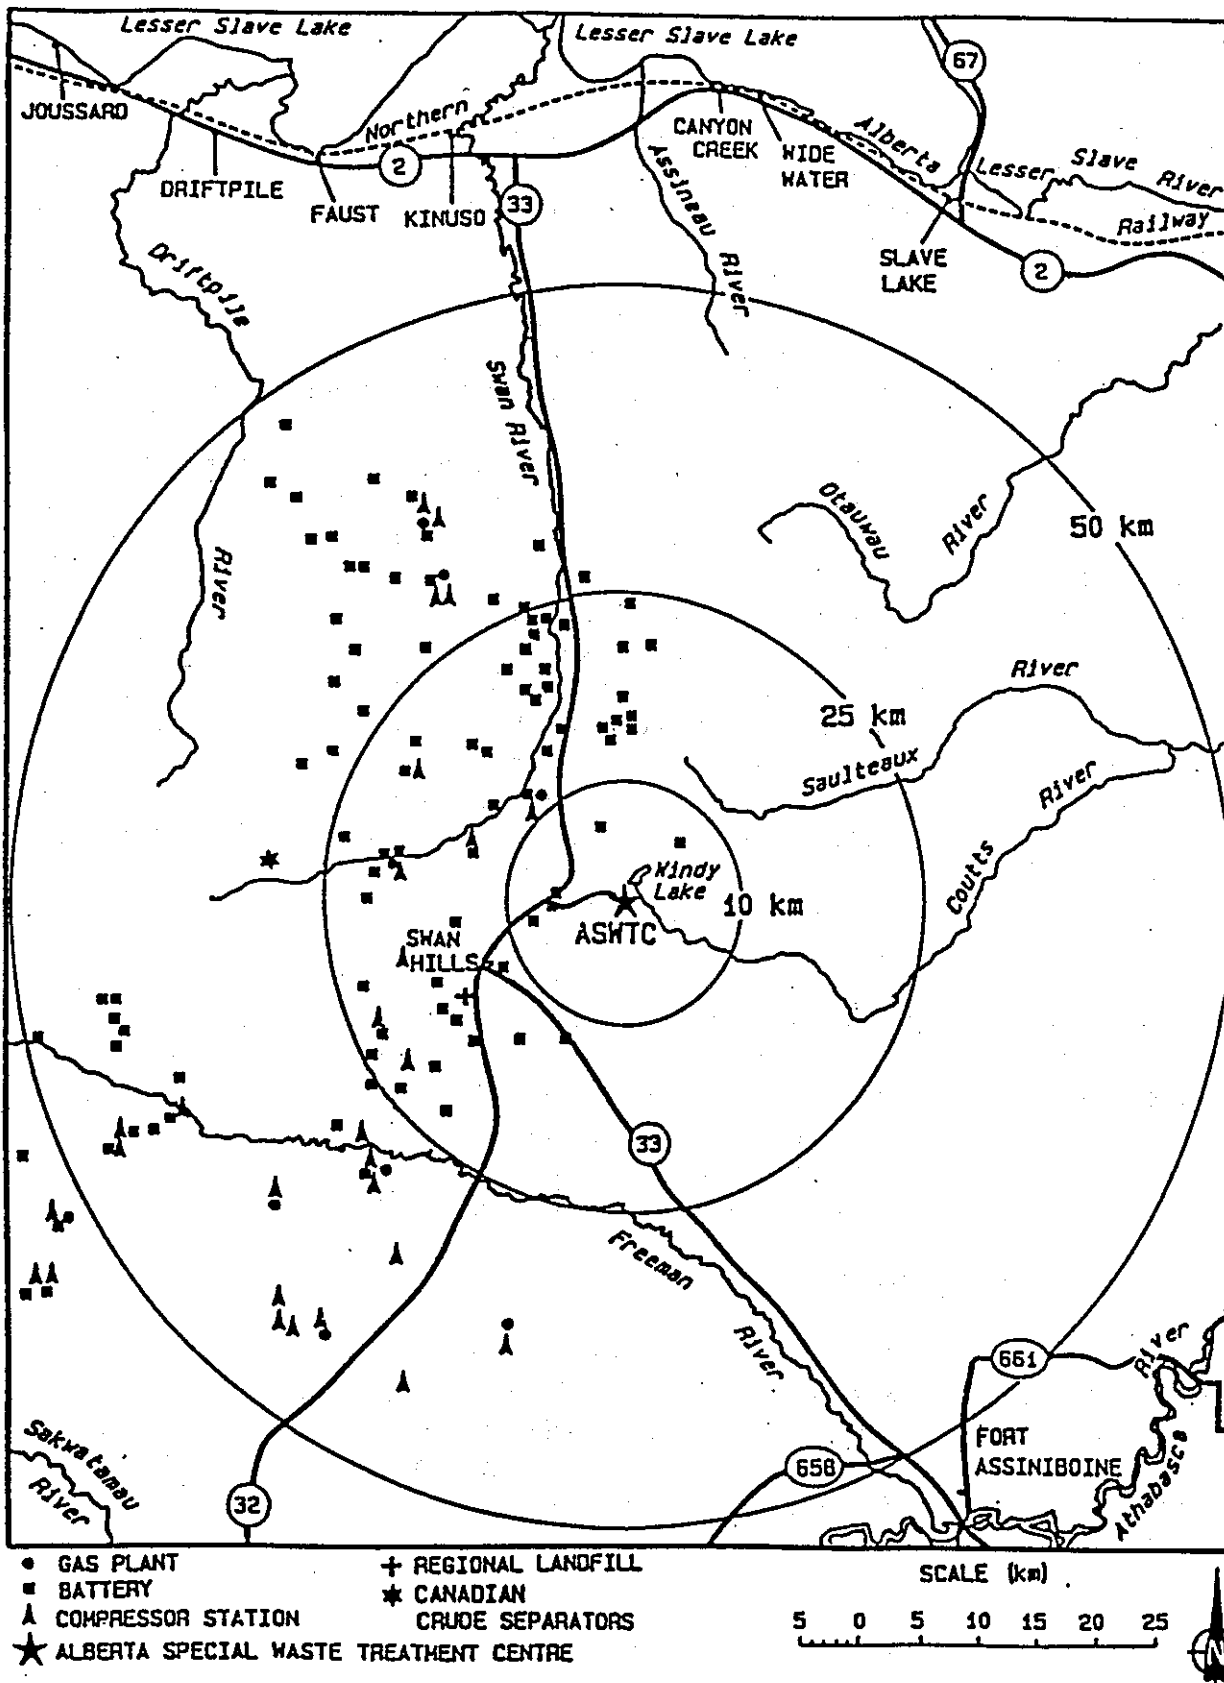 Lesser Slave Lake
Lesser Slave Lake
67
JOUSSARD
Northern
CANYON
CREEK
WIDE
WATER
Alberta
Lesser Slave River
Railway
DRIFTPILE
FAUST
2
KINUSO
33
Assineau River
SLAVE
LAKE
2
Driftpile
River
Swan River
Otauwau
River
50 km
River
25 km
Saulteaux
River
Coutts
Windy
Lake
10 km
ASWTC
SWAN
HILLS
33
Freeman
River
661
River
FORT
ASSINIBOINE
Athabasca
658
Sakwatamau
River
32
GAS PLANT
BATTERY
COMPRESSOR STATION
ALBERTA SPECIAL WASTE TREATMENT CENTRE
REGIONAL LANDFILL
CANADIAN
CRUDE SEPARATORS
SCALE (km)
5 0 5 10 15 20 25
N